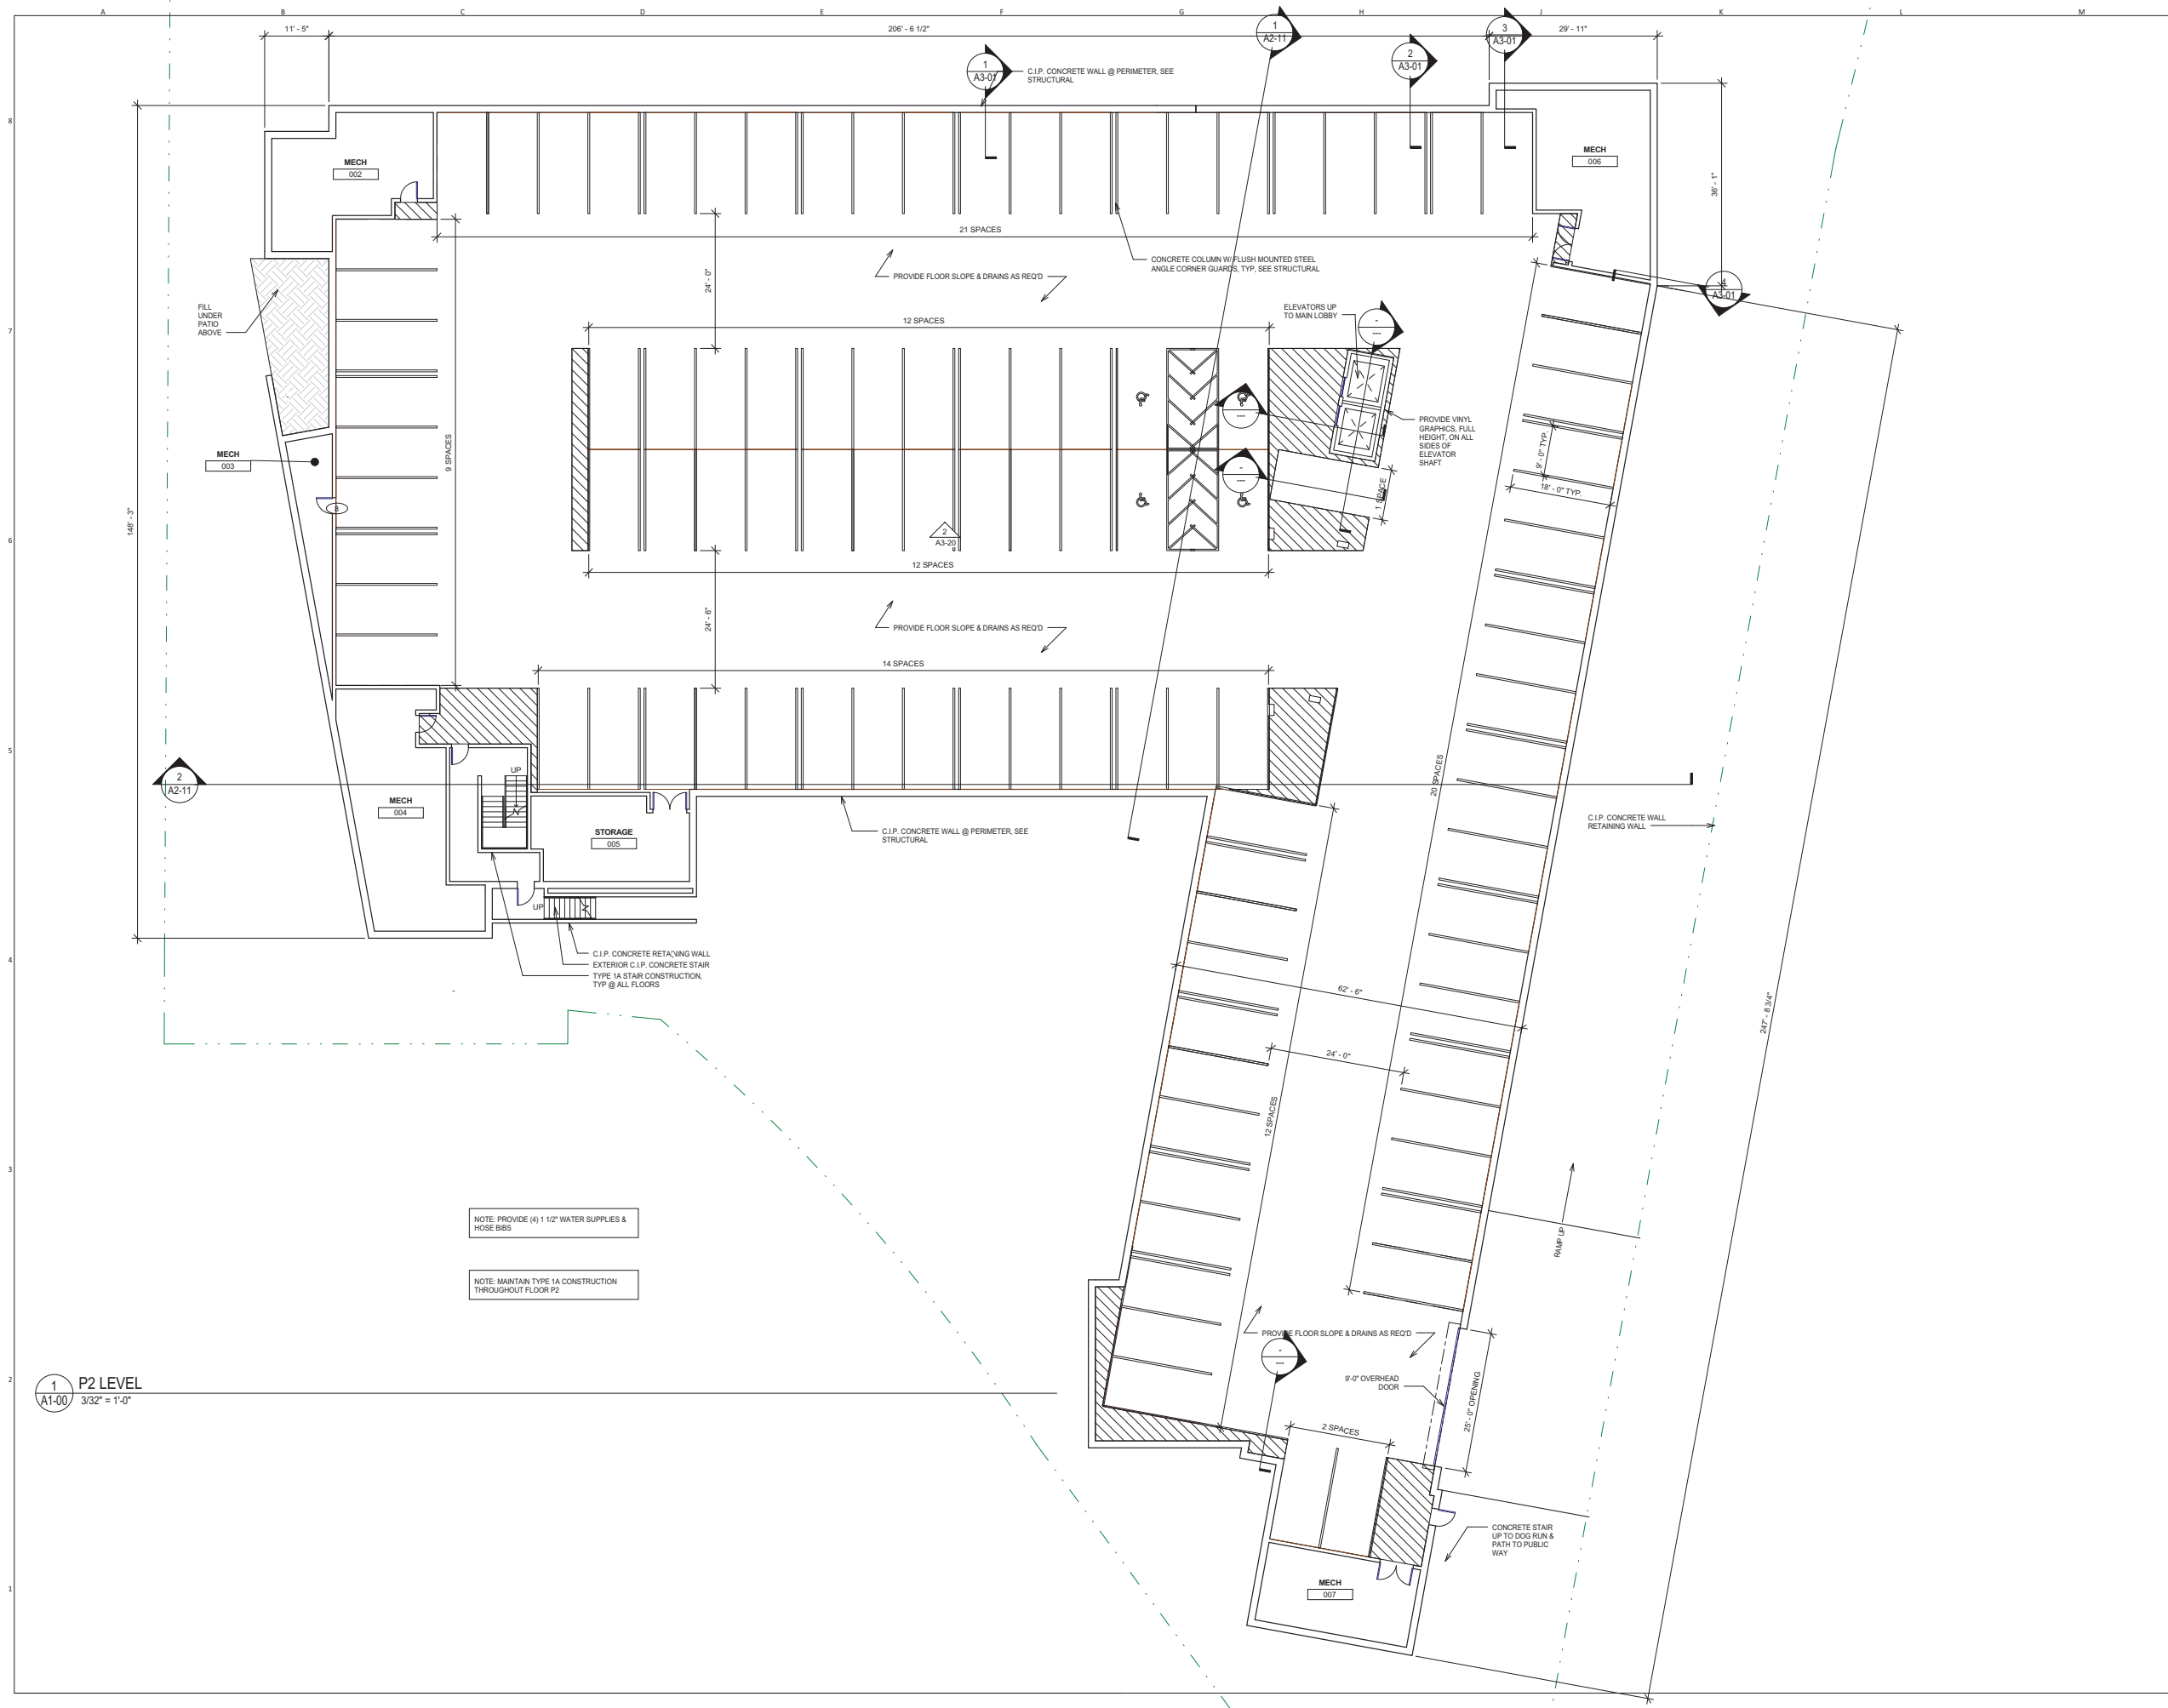 A B C D E F G H J K L M
11' - 5"
206' - 6 1/2"
29' - 11"
1
A2-11
3
A3-01
2
A3-01
1
A3-01
C.I.P. CONCRETE WALL @ PERIMETER, SEE
STRUCTURAL
8
MECH
002
MECH
006
36' - 1"
21 SPACES
PROVIDE FLOOR SLOPE & DRAINS AS REQ'D
CONCRETE COLUMN W/ FLUSH MOUNTED STEEL
ANGLE CORNER GUARDS, TYP, SEE STRUCTURAL
24' - 0"
4
A3-01
FILL
UNDER
PATIO
ABOVE
7
12 SPACES
ELEVATORS UP
TO MAIN LOBBY
-
---
-
---
PROVIDE VINYL
GRAPHICS, FULL
HEIGHT, ON ALL
SIDES OF
ELEVATOR
SHAFT
9 SPACES
MECH
003
8
-
---
1 SPACE
9' - 0" TYP.
18' - 0" TYP.
148' - 3"
6
2
A3-20
12 SPACES
24' - 6"
PROVIDE FLOOR SLOPE & DRAINS AS REQ'D
14 SPACES
5
2
A2-11
UP
MECH
004
STORAGE
005
C.I.P. CONCRETE WALL @ PERIMETER, SEE
STRUCTURAL
20 SPACES
C.I.P. CONCRETE WALL
RETAINING WALL
UP
4
C.I.P. CONCRETE RETAINING WALL
EXTERIOR C.I.P. CONCRETE STAIR
TYPE 1A STAIR CONSTRUCTION,
TYP @ ALL FLOORS
62' - 6"
24' - 0"
247' - 8 3/4"
12 SPACES
3
NOTE: PROVIDE (4) 1 1/2" WATER SUPPLIES &
HOSE BIBS
RAMP UP
NOTE: MAINTAIN TYPE 1A CONSTRUCTION
THROUGHOUT FLOOR P2
PROVIDE FLOOR SLOPE & DRAINS AS REQ'D
-
---
2
1
A1-00
P2 LEVEL
3/32" = 1'-0"
9'-0" OVERHEAD
DOOR
25' - 0" OPENING
2 SPACES
CONCRETE STAIR
UP TO DOG RUN &
PATH TO PUBLIC
WAY
1
MECH
007